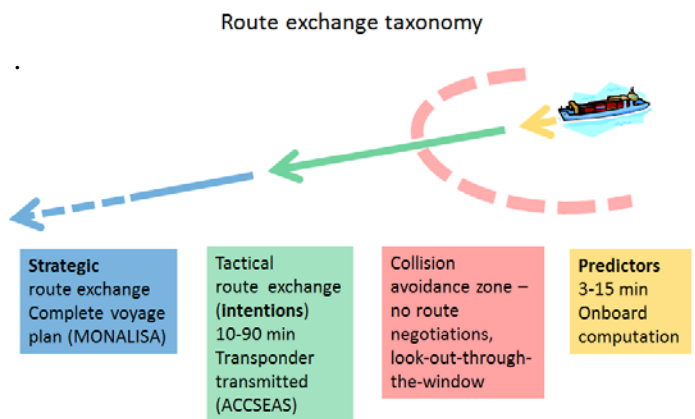 Route exchange taxonomy
.
Strategic
route exchange
Complete voyage
plan (MONALISA)
Tactical
route exchange
(intentions)
10-90 min
Transponder
transmitted
(ACCSEAS)
Collision
avoidance zone –
no route
negotiations,
look-out-through-
the-window
Predictors
3-15 min
Onboard
computation